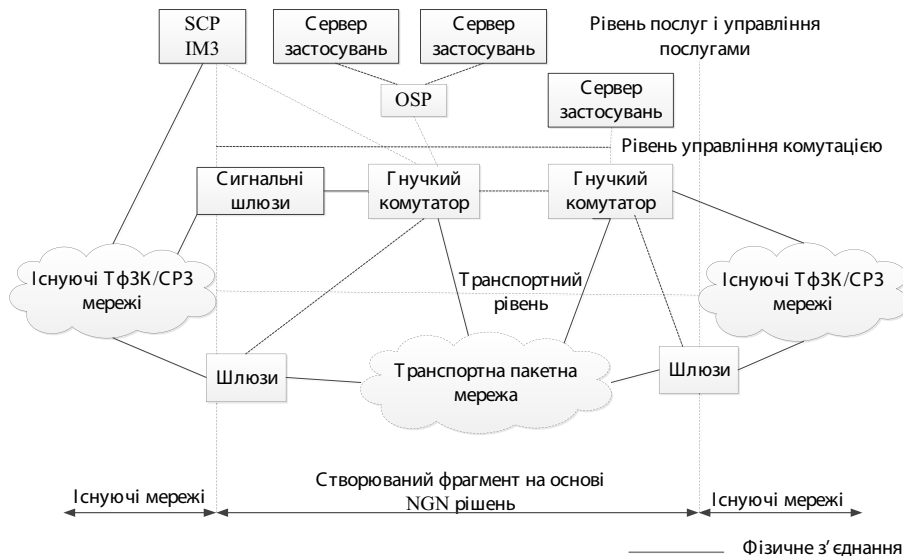 SCP
ІМЗ
Сервер
застосувань
Сервер
застосувань
Рівень послуг і управління
послугами
OSP
Сервер
застосувань
Рівень управління комутацією
Сигнальні
шлюзи
Гнучкий
комутатор
Гнучкий
комутатор
Існуючі ТфЗК/СРЗ
мережі
Транспортний
рівень
Існуючі ТфЗК/СРЗ
мережі
Шлюзи
Транспортна пакетна
мережа
Шлюзи
Існуючі мережі
Створюваний фрагмент на основі
NGN рішень
Існуючі мережі
Фізичне з’єднання